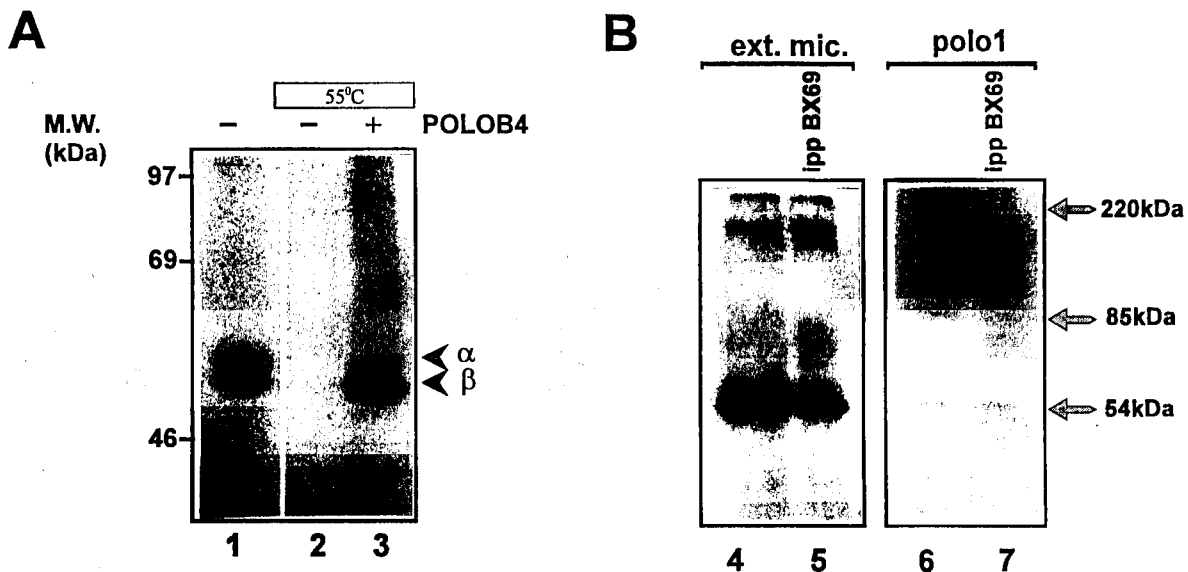 A
55°C
M.W. – – + POLOB4
(kDa)
97
69
α
β
46
1 2 3
B
ext. mic. polo1
ipp BX69 ipp BX69
220kDa
85kDa
54kDa
4 5 6 7